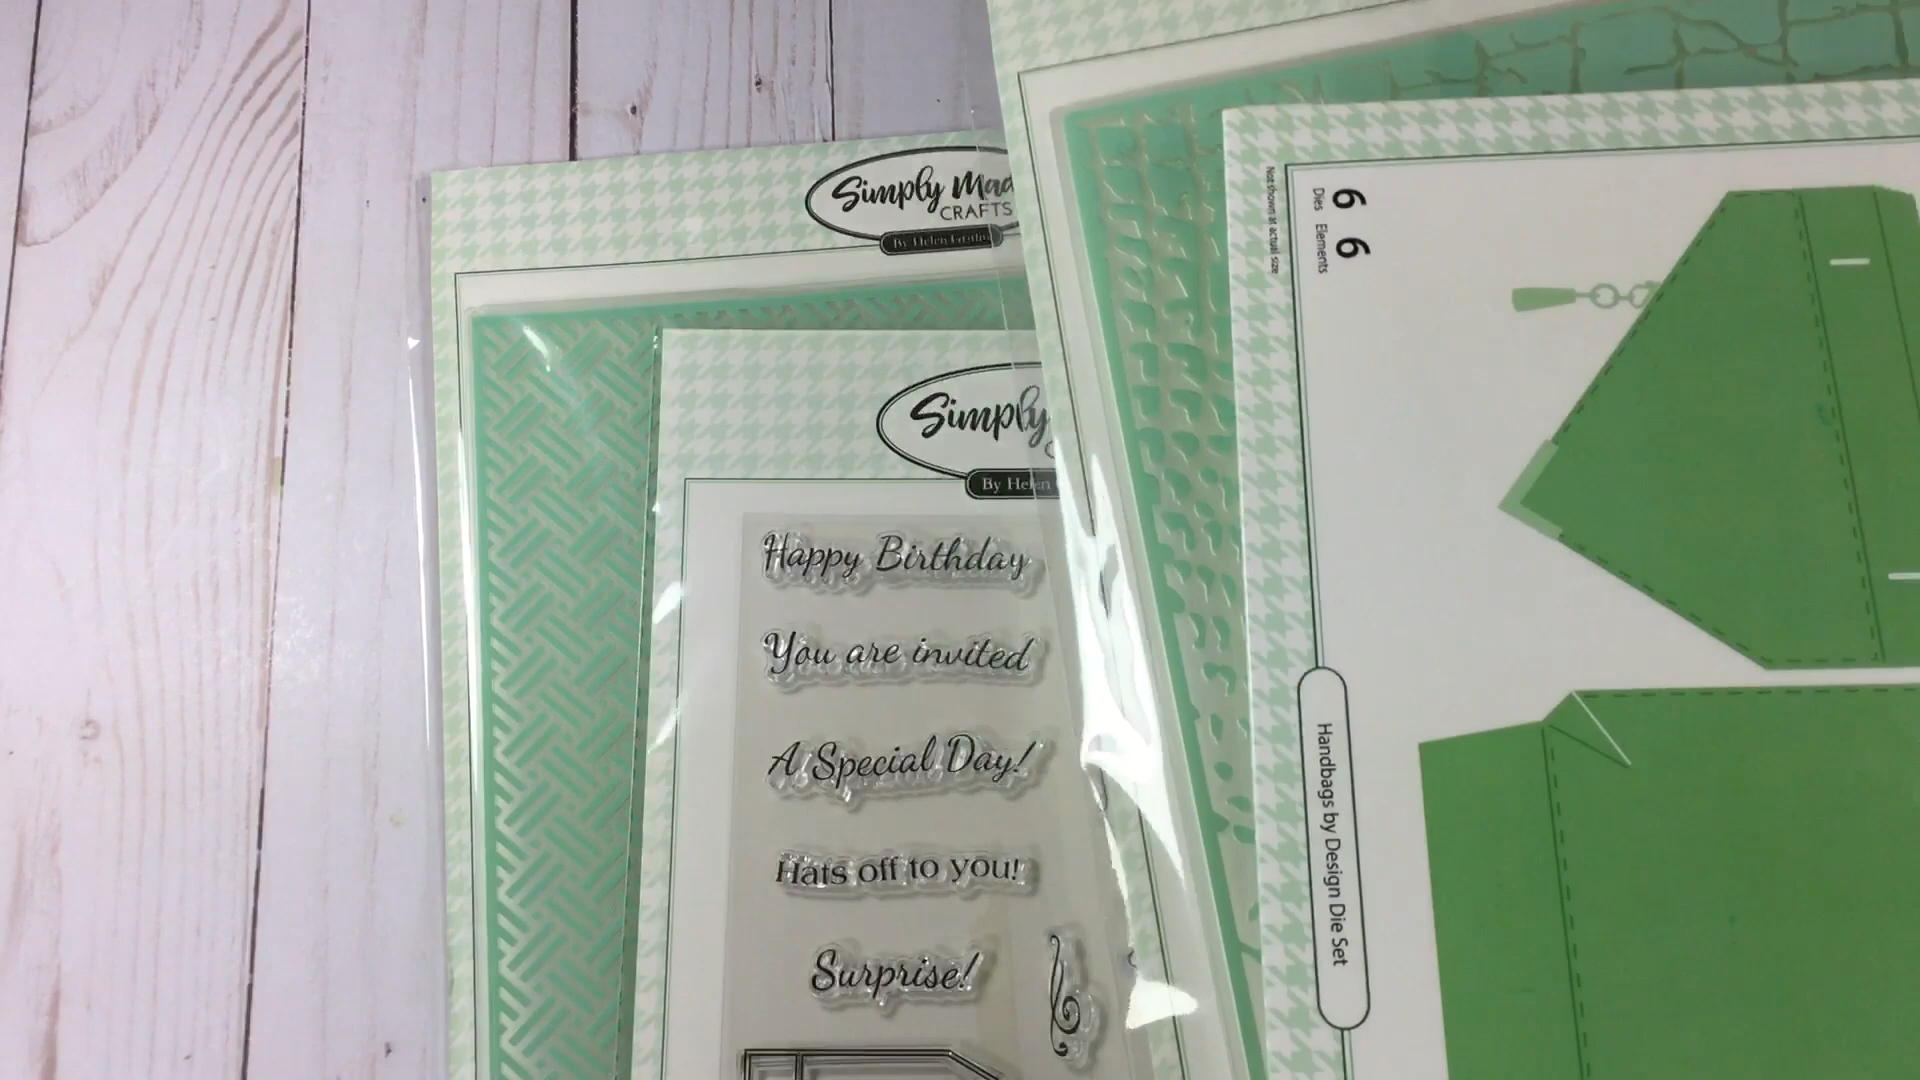 Simply Mad
CRAFTS
By Helen
Simply
By Helen
Happy Birthday
You are invited
A Special Day!
Hats off to you!
Surprise!
Not shown at actual size
6 6
Dies Elements
Handbags by Design Die Set